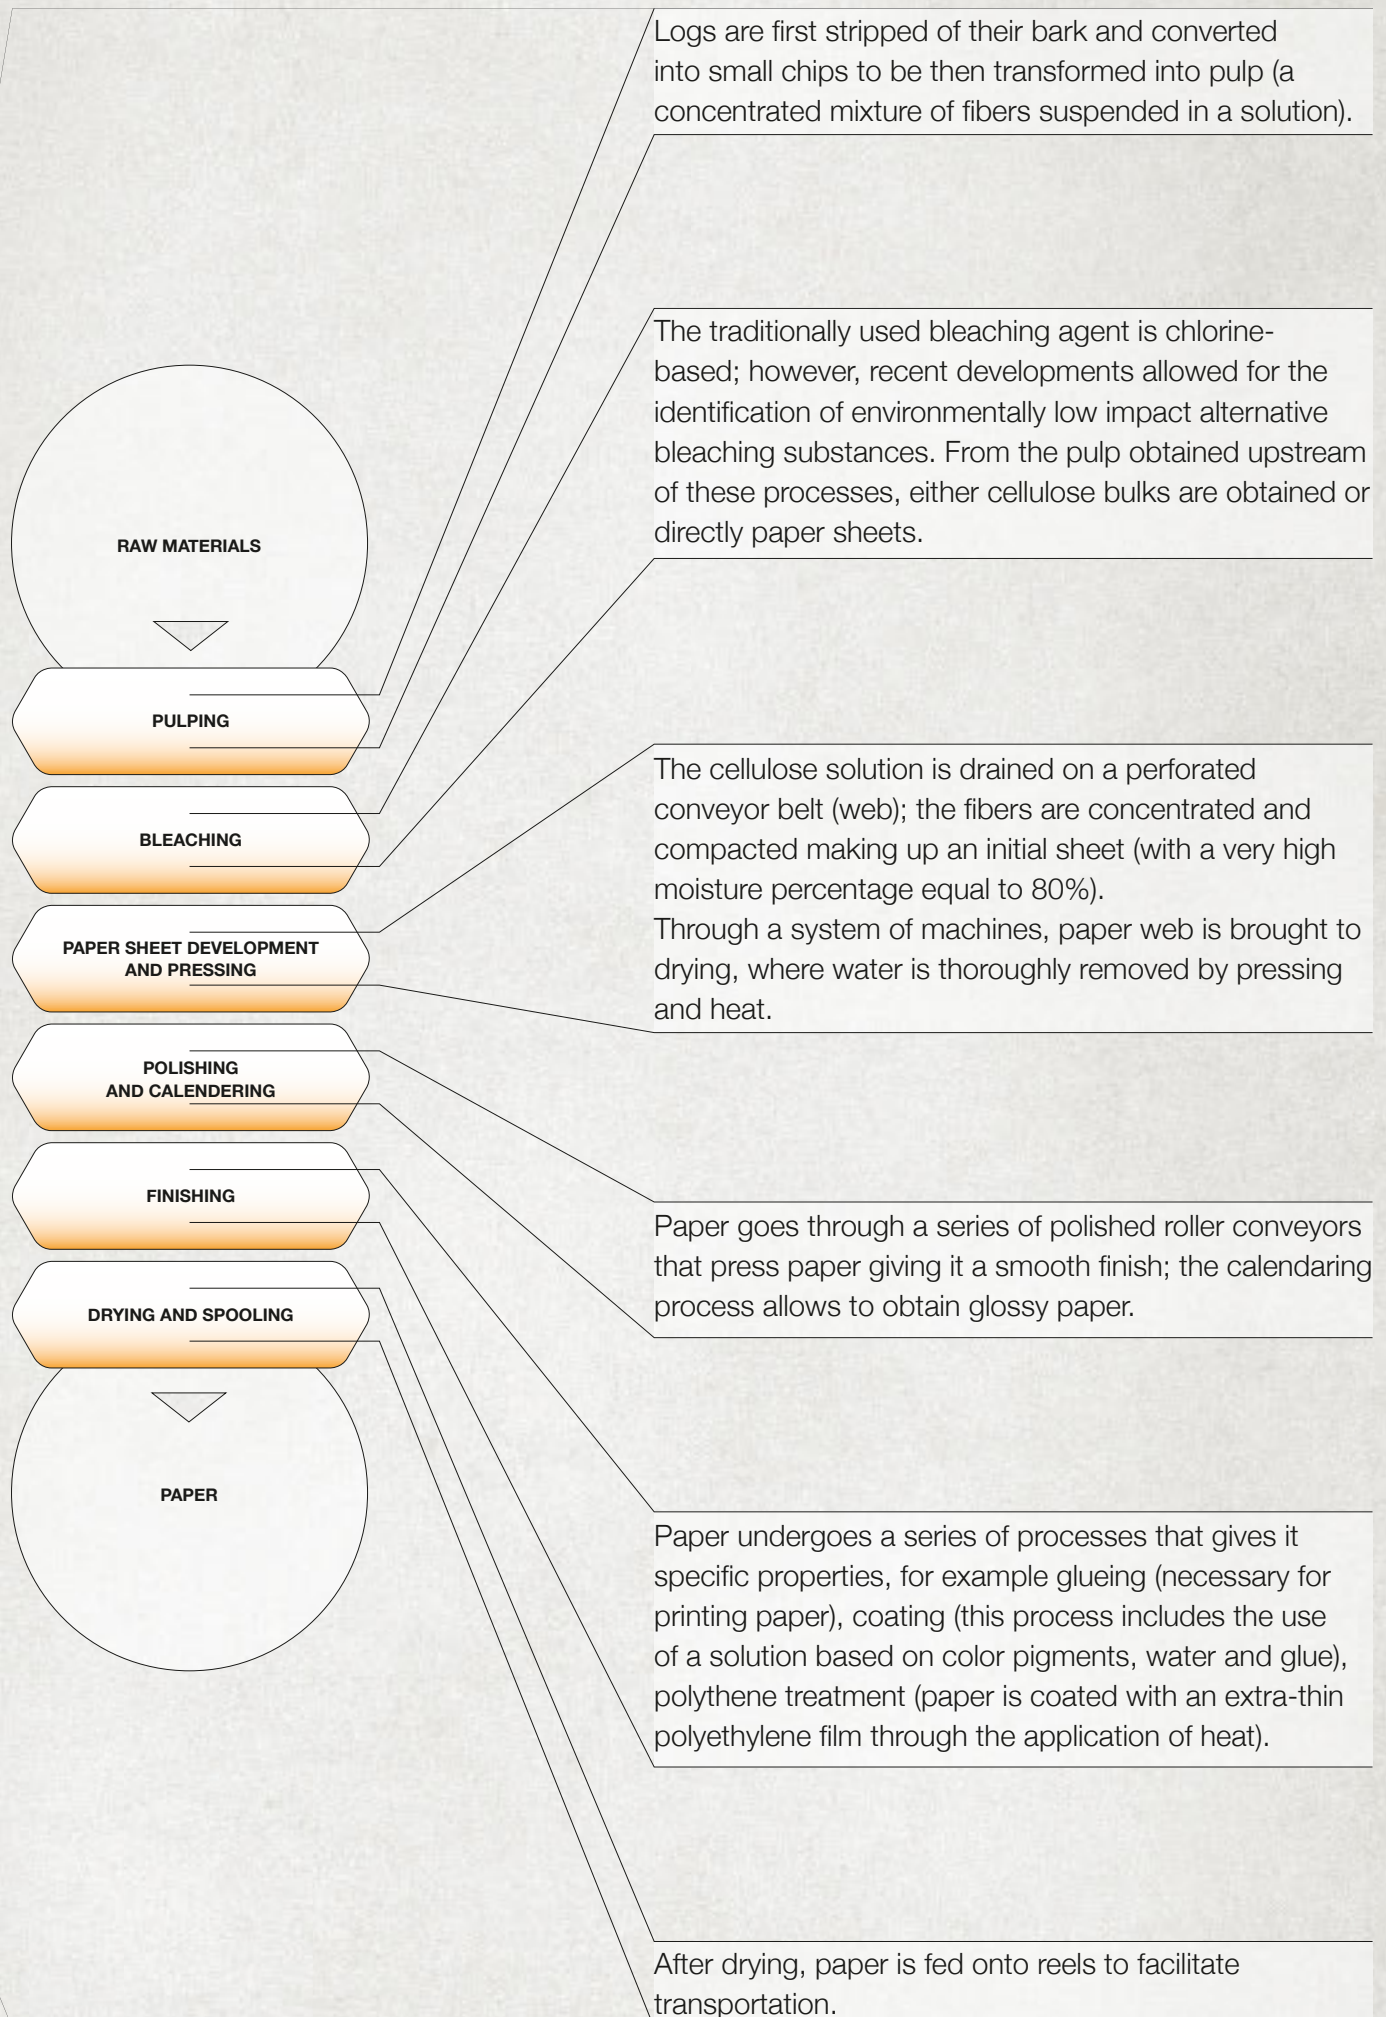 Logs are first stripped of their bark and converted
into small chips to be then transformed into pulp (a
concentrated mixture of fibers suspended in a solution).
The traditionally used bleaching agent is chlorine-
based; however, recent developments allowed for the
identification of environmentally low impact alternative
bleaching substances. From the pulp obtained upstream
of these processes, either cellulose bulks are obtained or
directly paper sheets.
RAW MATERIALS
PULPING
BLEACHING
PAPER SHEET DEVELOPMENT
AND PRESSING
POLISHING
AND CALENDERING
FINISHING
DRYING AND SPOOLING
PAPER
The cellulose solution is drained on a perforated
conveyor belt (web); the fibers are concentrated and
compacted making up an initial sheet (with a very high
moisture percentage equal to 80%).
Through a system of machines, paper web is brought to
drying, where water is thoroughly removed by pressing
and heat.
Paper goes through a series of polished roller conveyors
that press paper giving it a smooth finish; the calendaring
process allows to obtain glossy paper.
Paper undergoes a series of processes that gives it
specific properties, for example glueing (necessary for
printing paper), coating (this process includes the use
of a solution based on color pigments, water and glue),
polythene treatment (paper is coated with an extra-thin
polyethylene film through the application of heat).
After drying, paper is fed onto reels to facilitate
transportation.